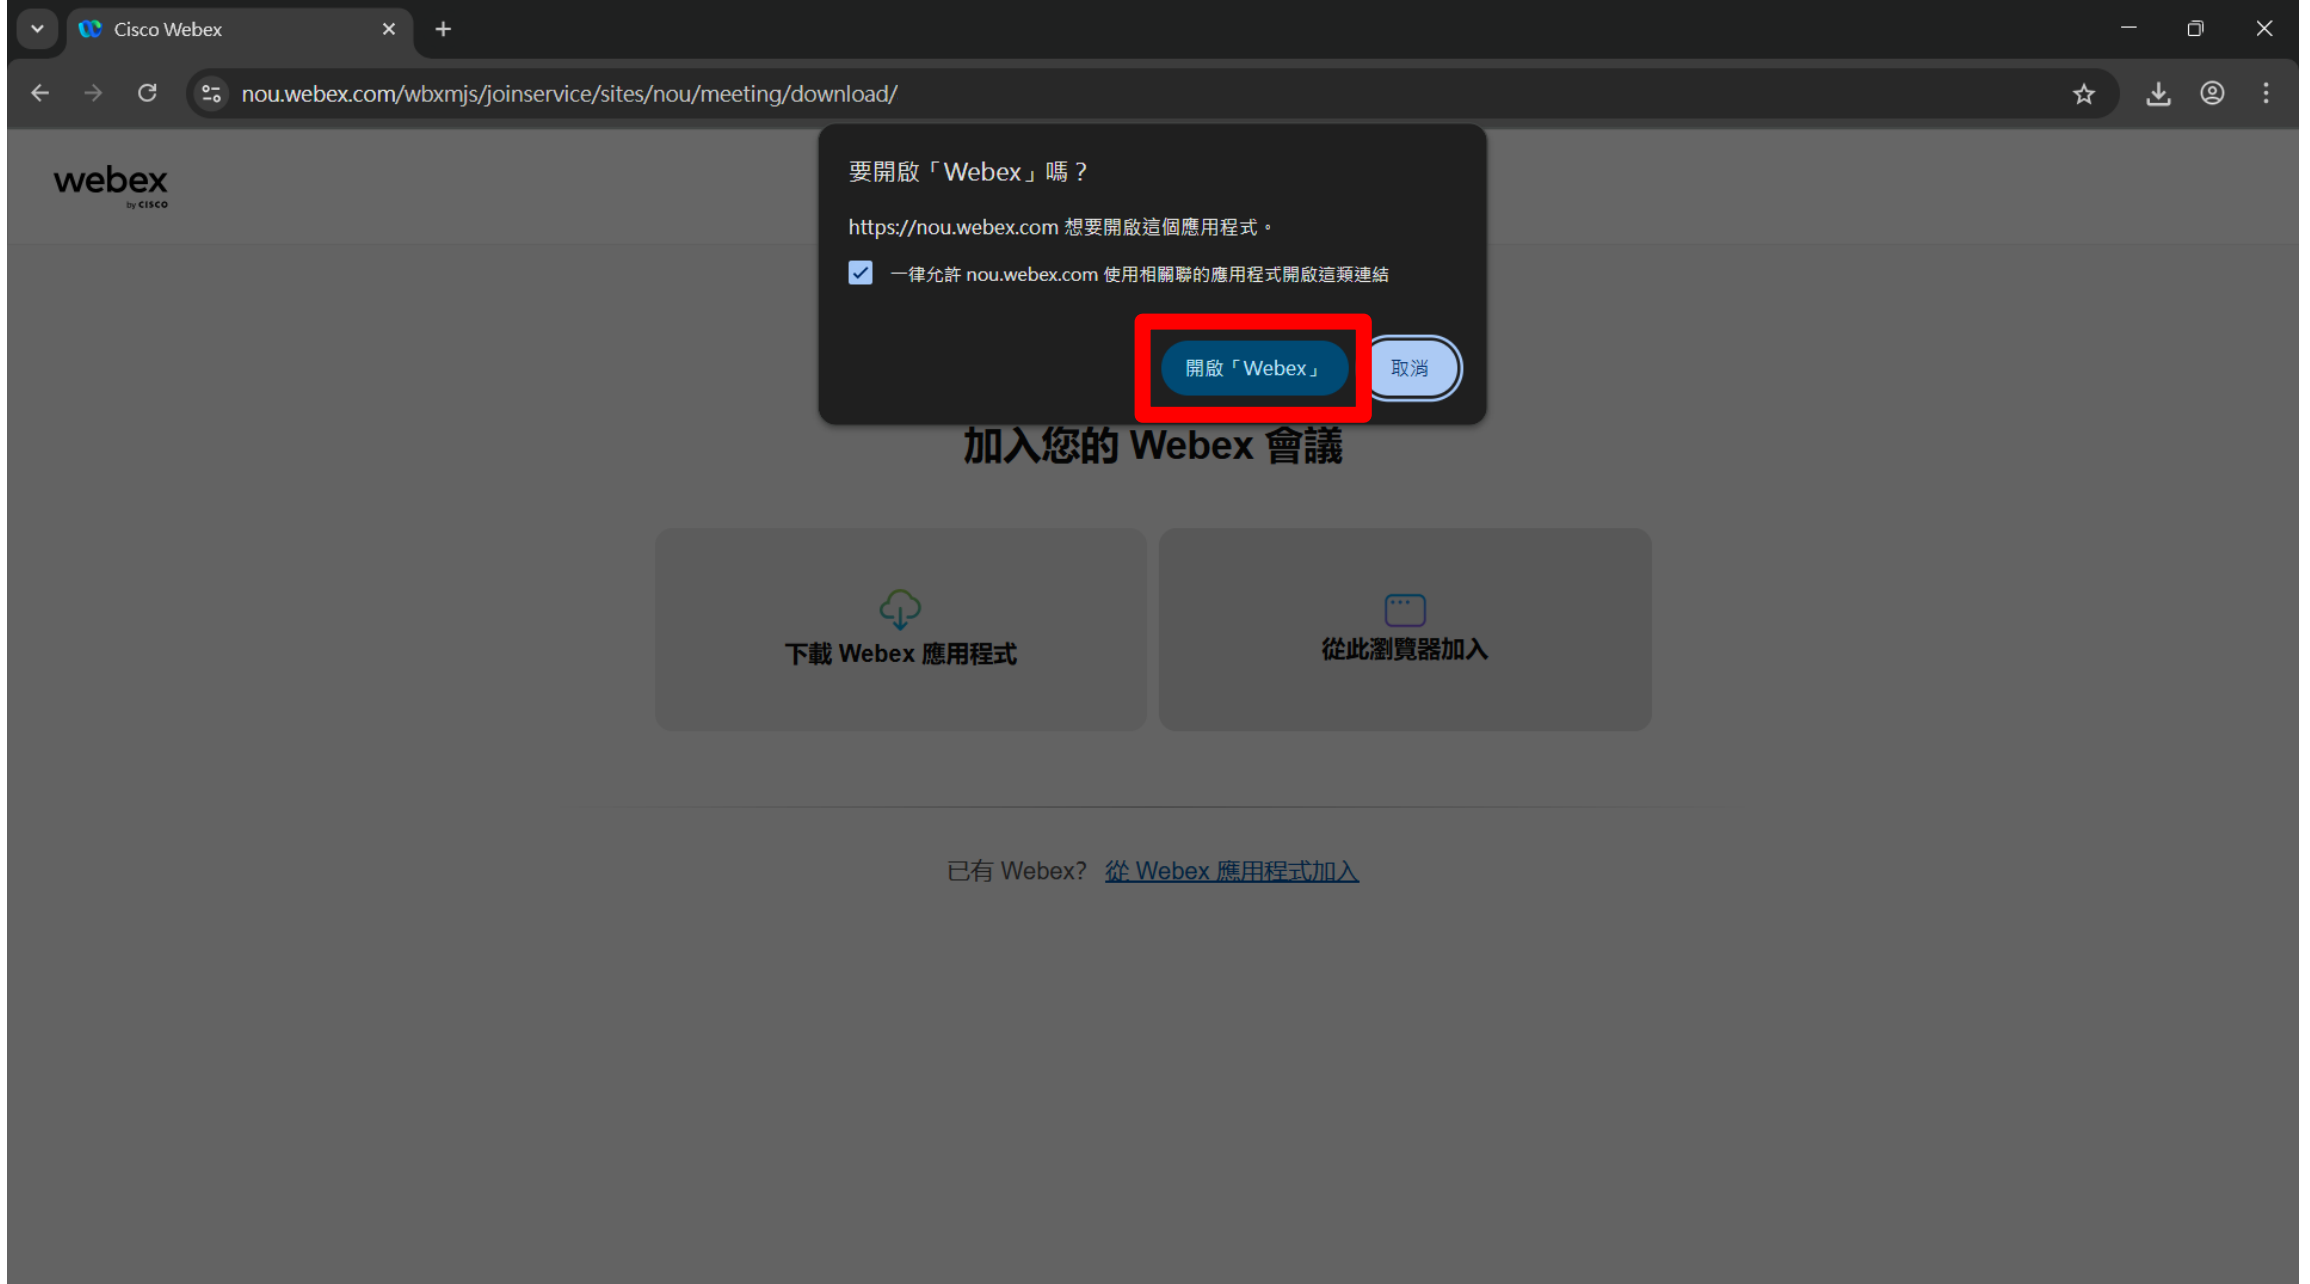 Cisco Webex
nou.webex.com/wbxmjs/joinservice/sites/nou/meeting/download/
webex
by CISCO
要開啟「Webex」嗎？
https://nou.webex.com 想要開啟這個應用程式。
一律允許 nou.webex.com 使用相關聯的應用程式開啟這類連結
開啟「Webex」
取消
加入您的 Webex 會議
下載 Webex 應用程式
從此瀏覽器加入
已有 Webex? 從 Webex 應用程式加入